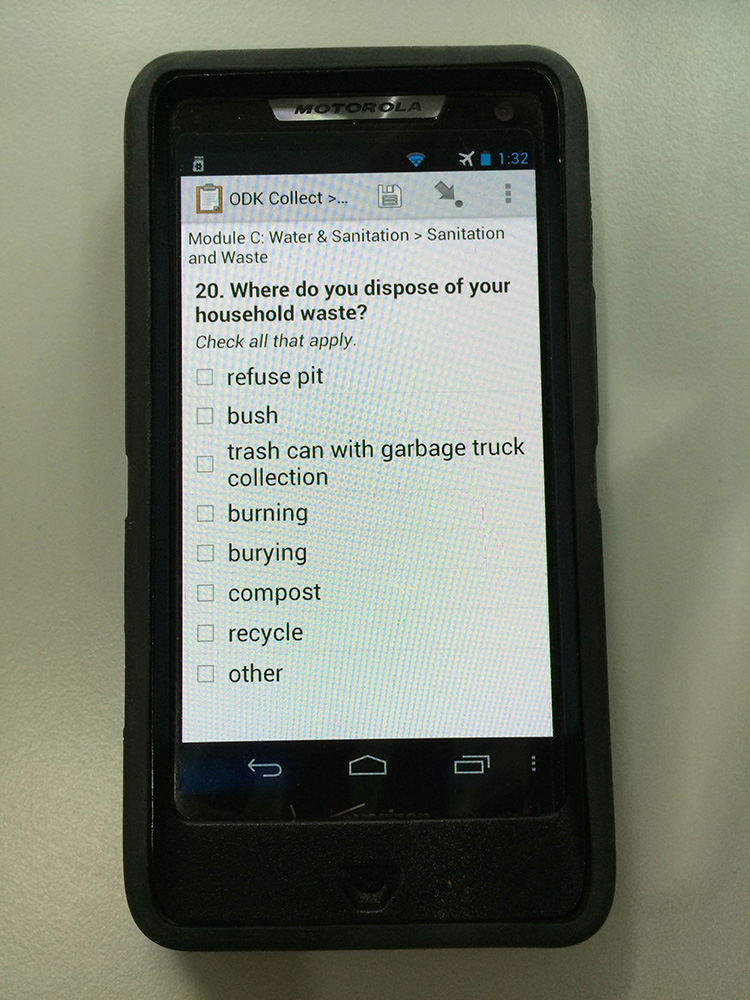 MOTOROLA
1:32
ODK Collect >...
Module C: Water & Sanitation > Sanitation
and Waste
20. Where do you dispose of your
household waste?
Check all that apply.
refuse pit
bush
trash can with garbage truck
collection
burning
burying
compost
recycle
other